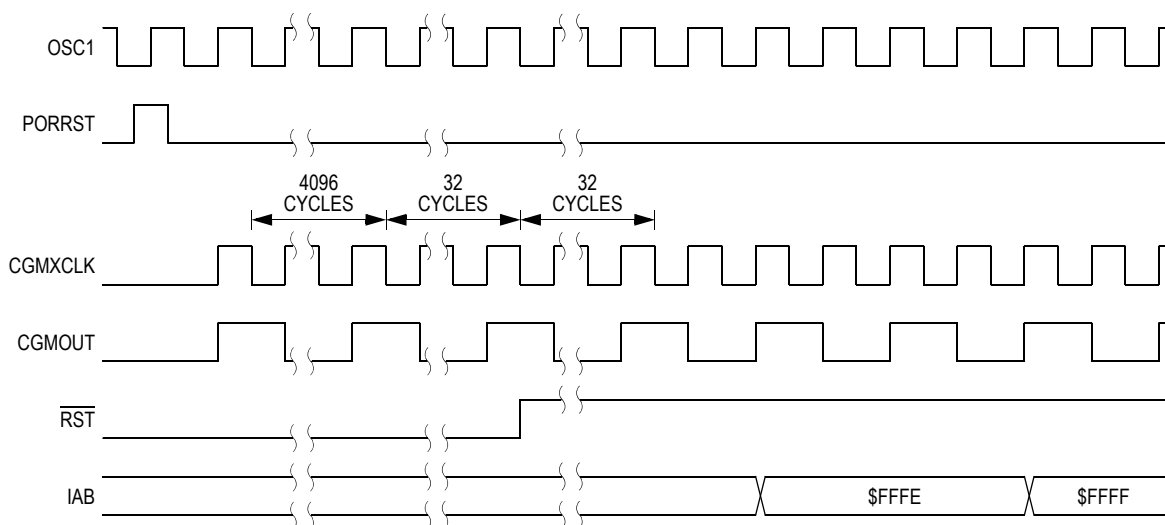 OSC1
PORRST
4096
CYCLES
32
CYCLES
32
CYCLES
CGMXCLK
CGMOUT
RST
IAB
$FFFE
$FFFF